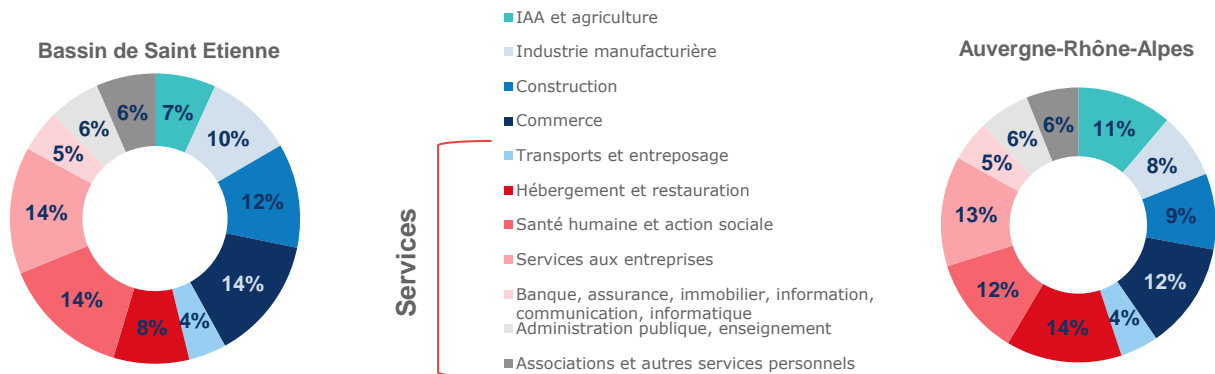 Bassin de Saint Etienne
7%
10%
12%
14%
4%
8%
14%
14%
5%
6%
6%
Services
IAA et agriculture
Industrie manufacturière
Construction
Commerce
Transports et entreposage
Hébergement et restauration
Santé humaine et action sociale
Services aux entreprises
Banque, assurance, immobilier, information,
communication, informatique
Administration publique, enseignement
Associations et autres services personnels
Auvergne-Rhône-Alpes
11%
8%
9%
12%
4%
14%
12%
13%
5%
6%
6%